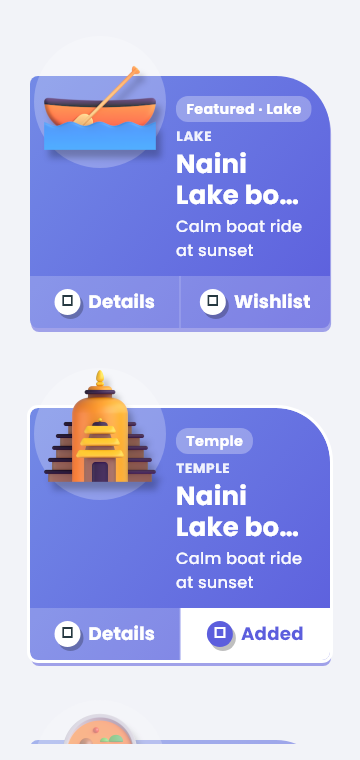 Featured · Lake
LAKE
Naini
Lake bo...
Calm boat ride
at sunset
Details
Wishlist
Temple
TEMPLE
Naini
Lake bo...
Calm boat ride
at sunset
Details
Added